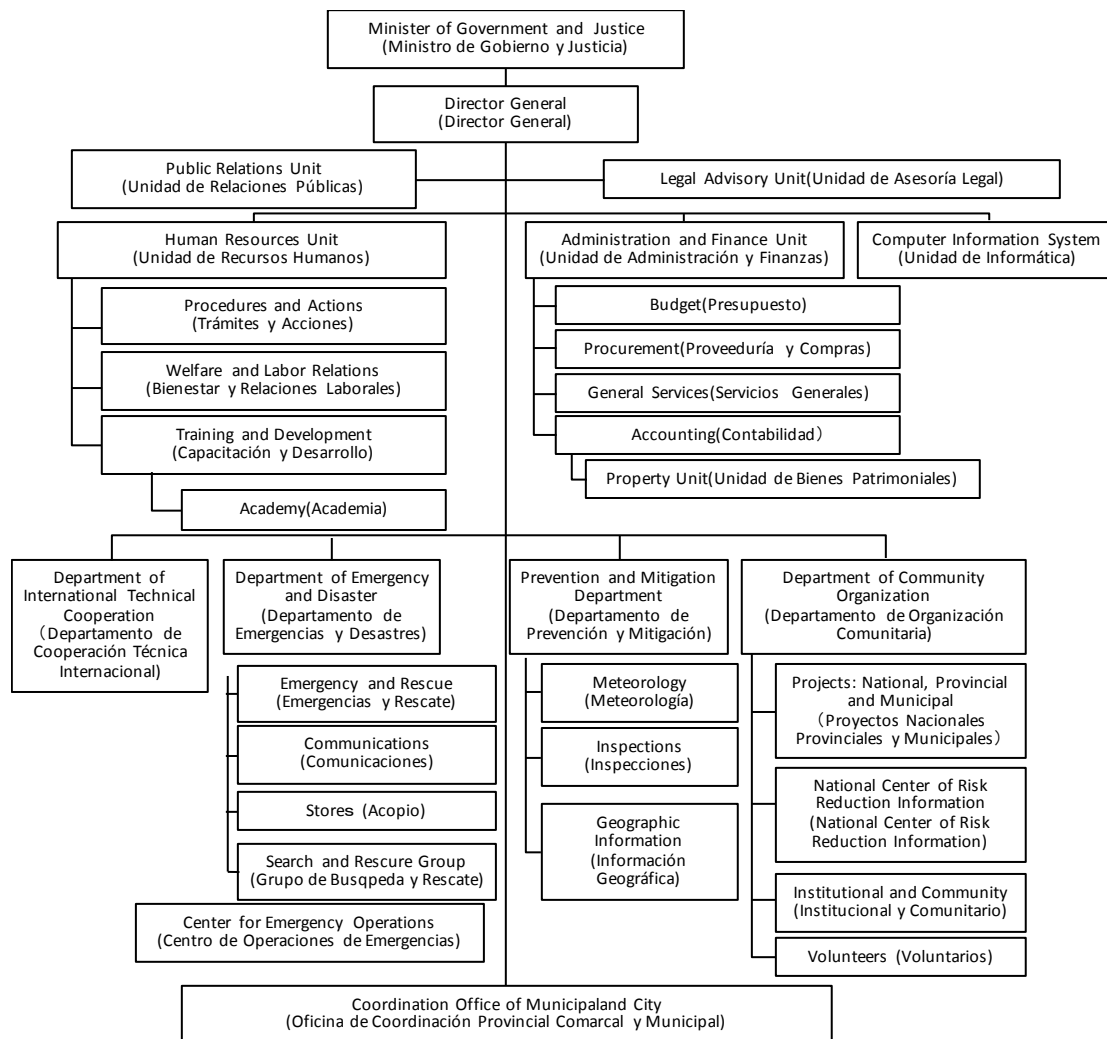 Minister of Government and Justice
(Ministro de Gobierno y Justicia)
Director General
(Director General)
Public Relations Unit
(Unidad de Relaciones Públicas)
Legal Advisory Unit(Unidad de Asesoría Legal)
Human Resources Unit
(Unidad de Recursos Humanos)
Administration and Finance Unit
(Unidad de Administración y Finanzas)
Computer Information System
(Unidad de Informática)
Procedures and Actions
(Trámites y Acciones)
Welfare and Labor Relations
(Bienestar y Relaciones Laborales)
Training and Development
(Capacitación y Desarrollo)
Academy(Academia)
Budget(Presupuesto)
Procurement(Proveeduría y Compras)
General Services(Servicios Generales)
Accounting(Contabilidad）
Property Unit(Unidad de Bienes Patrimoniales)
Department of
International Technical
Cooperation
（Departamento de
Cooperación Técnica
Internacional)
Department of Emergency
and Disaster
(Departamento de
Emergencias y Desastres)
Prevention and Mitigation
Department
(Departamento de
Prevención y Mitigación)
Department of Community
Organization
(Departamento de Organización
Comunitaria)
Emergency and Rescue
(Emergencias y Rescate)
Communications
(Comunicaciones)
Stores (Acopio)
Search and Rescure Group
(Grupo de Busqpeda y Rescate)
Center for Emergency Operations
(Centro de Operaciones de Emergencias)
Meteorology
(Meteorología)
Inspections
(Inspecciones)
Geographic
Information
(Información
Geográfica)
Projects: National, Provincial
and Municipal
（Proyectos Nacionales
Provinciales y Municipales）
National Center of Risk
Reduction Information
(National Center of Risk
Reduction Information)
Institutional and Community
(Institucional y Comunitario)
Volunteers (Voluntarios)
Coordination Office of Municipaland City
(Oficina de Coordinación Provincial Comarcal y Municipal)